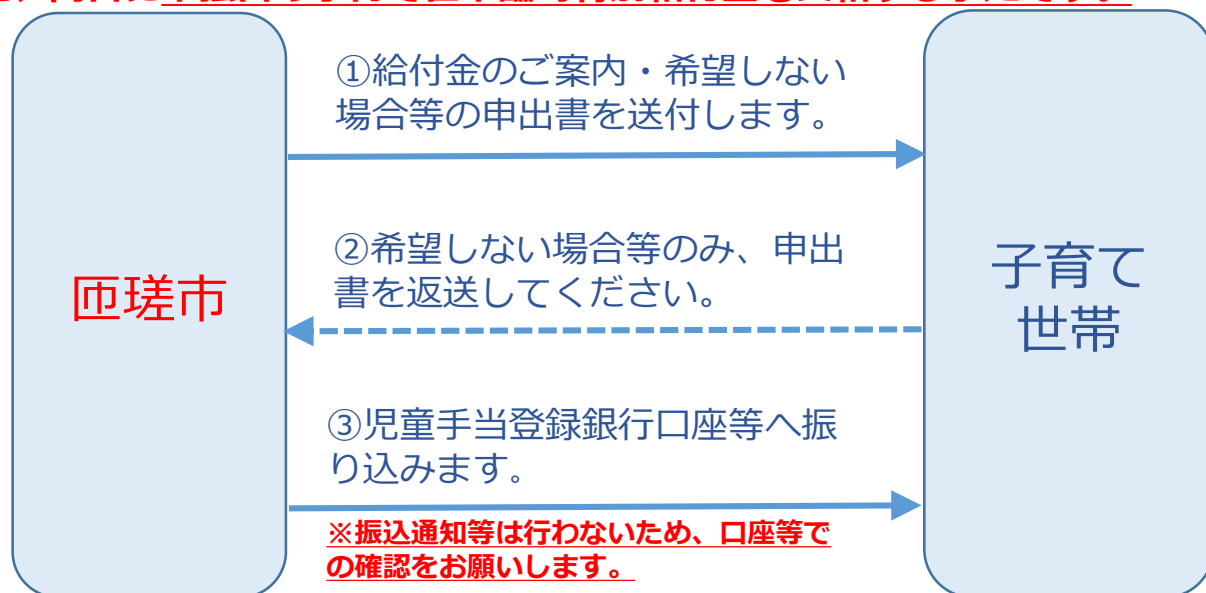 ①給付金のご案内・希望しない
場合等の申出書を送付します。
②希望しない場合等のみ、申出
書を返送してください。
匝瑳市
子育て
世帯
③児童手当登録銀行口座等へ振
り込みます。
※振込通知等は行わないため、口座等で
の確認をお願いします。